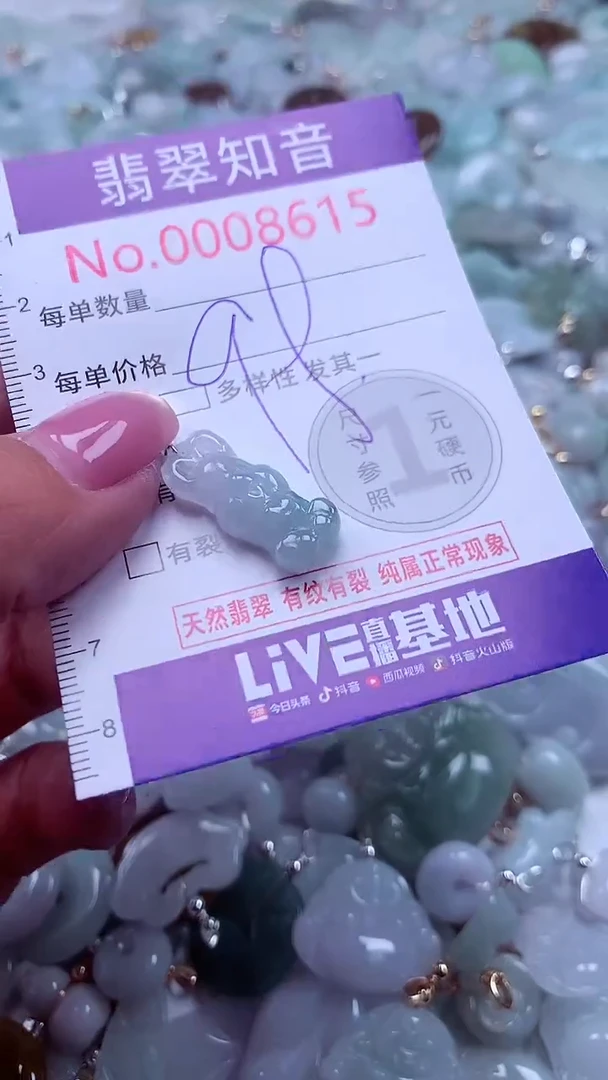 翡翠知音
No.0008615
1
2 每单数量
3 每单价格
多样性 发其一
一元硬币
1
尺寸参照
有
有裂
天然翡翠 有纹有裂 纯属正常现象
7
LiVE直播基地
8
今日头条 抖音 西瓜视频 抖音火山版